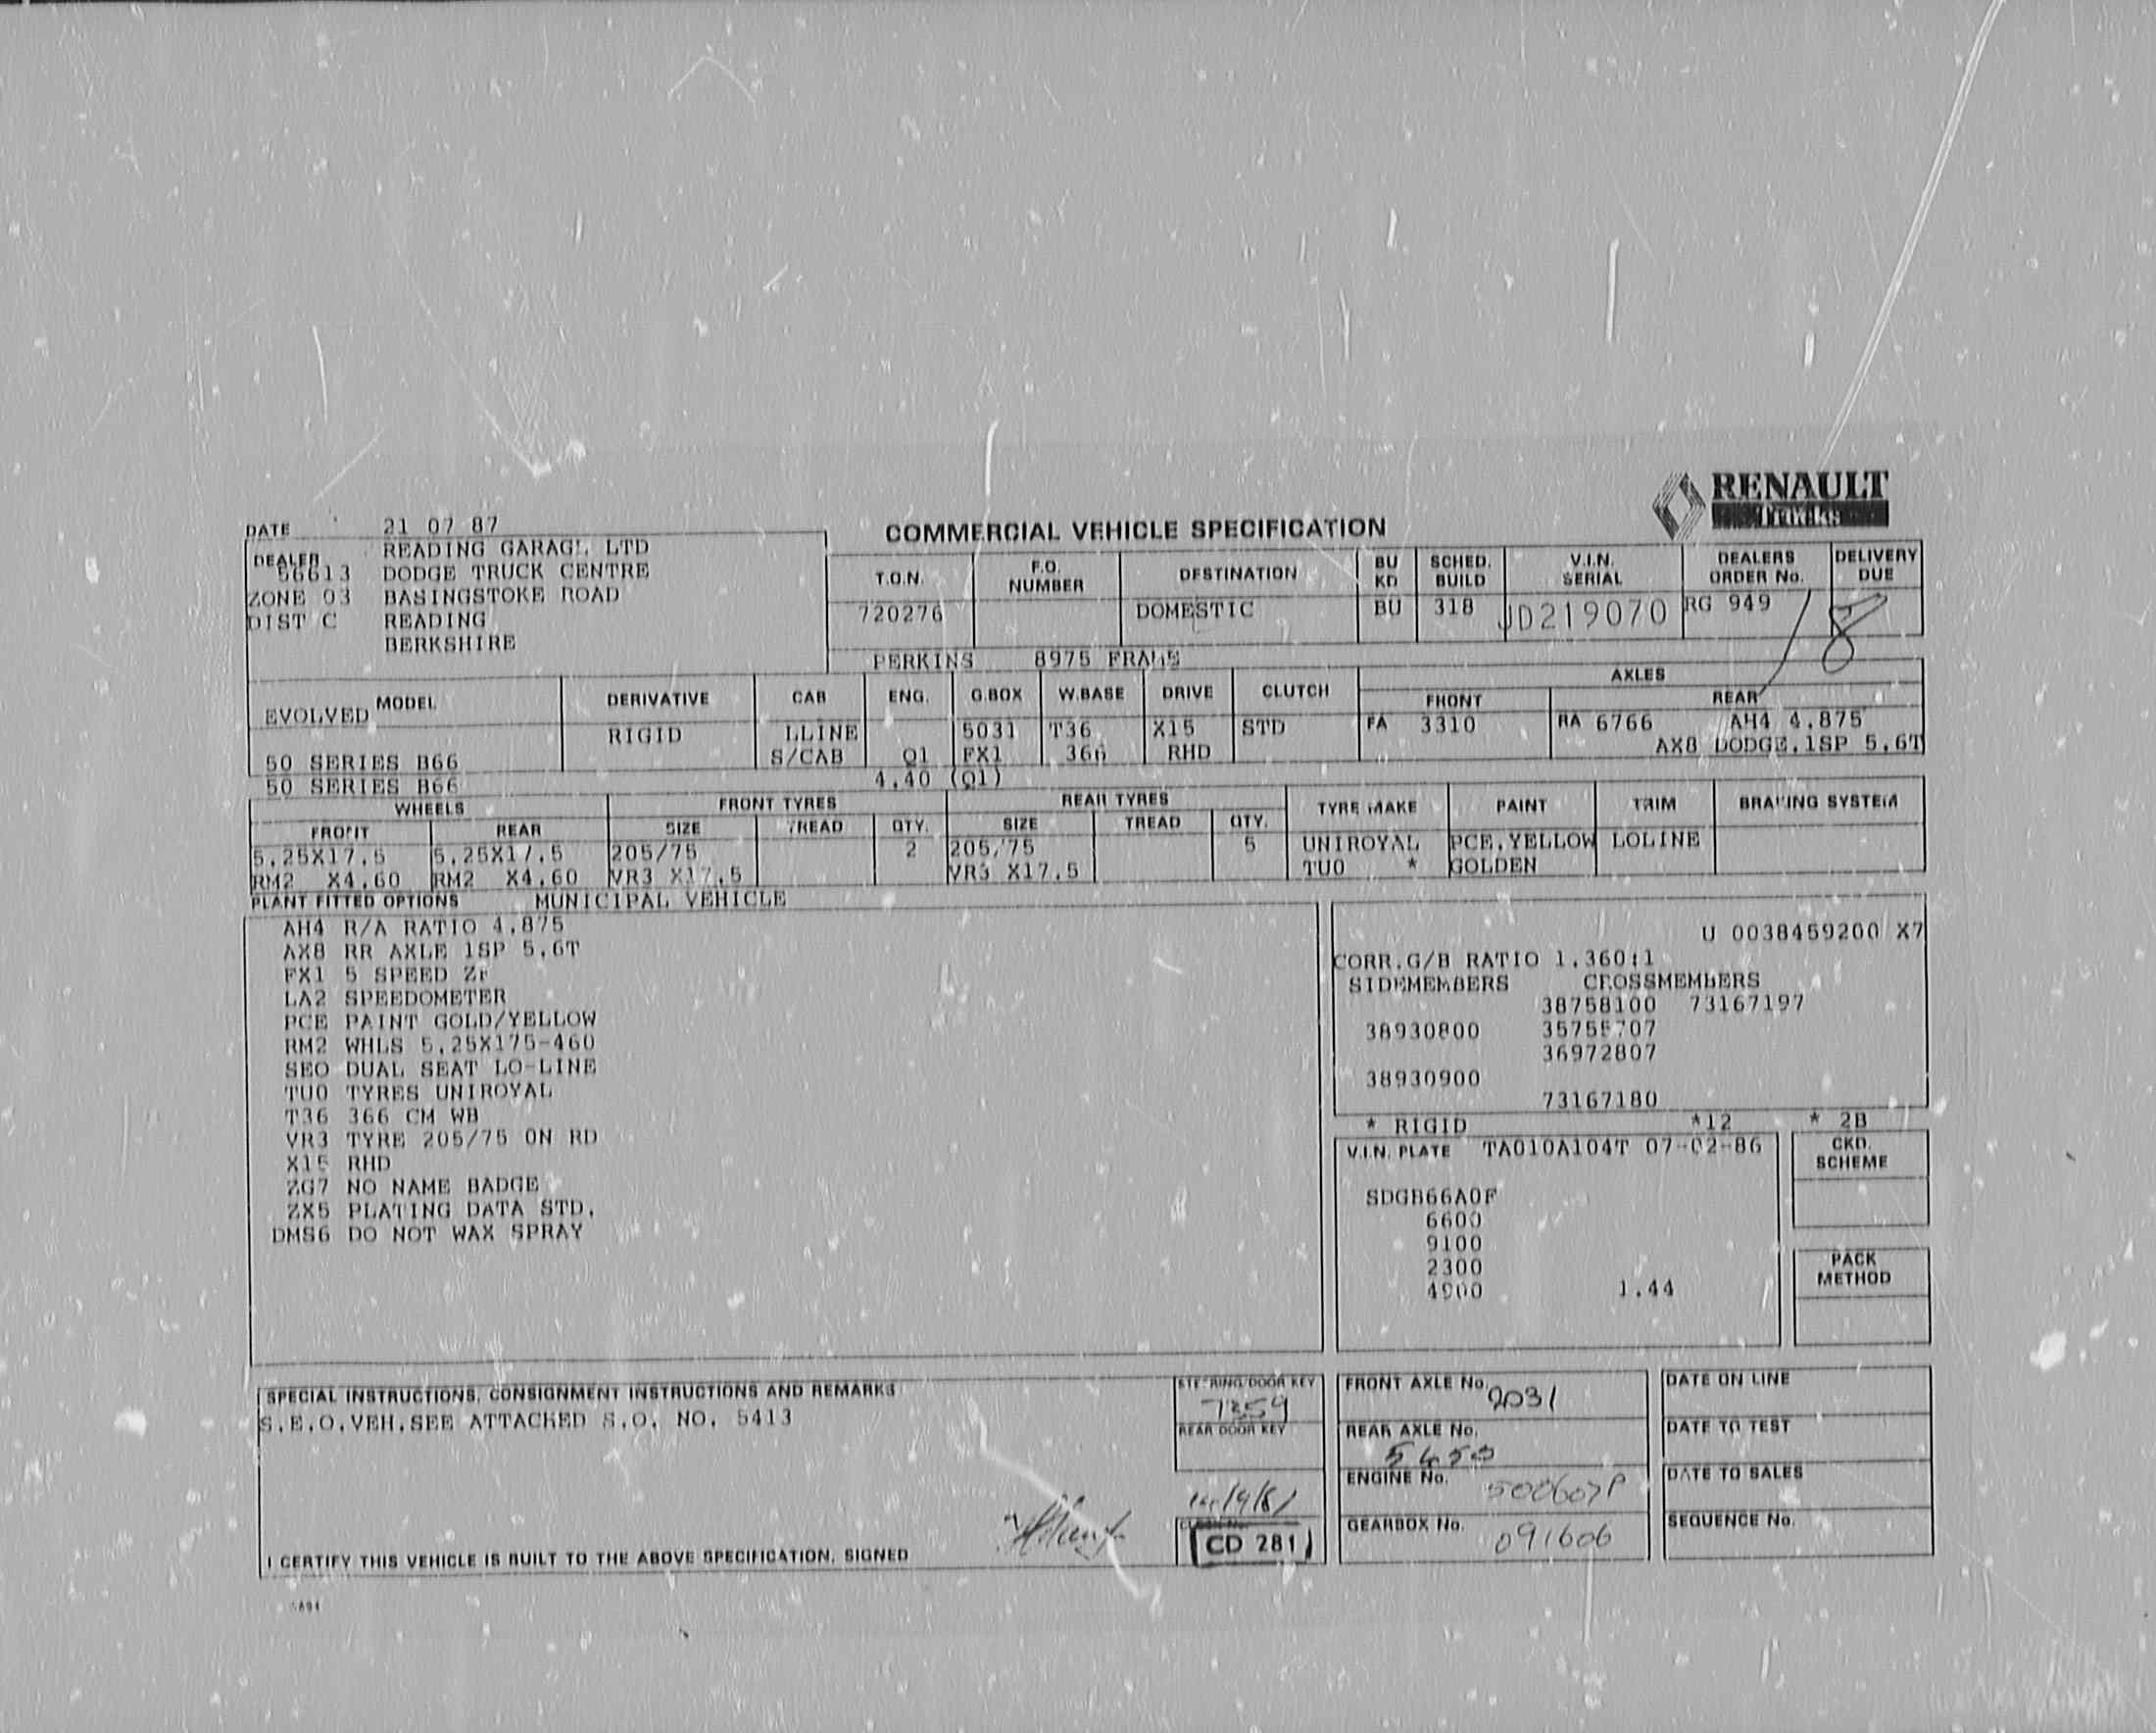 RENAULT
Trucks
DATE 21 07 87
COMMERCIAL VEHICLE SPECIFICATION
DEALER READING GARAGE LTD
56613 DODGE TRUCK CENTRE
ZONE 03 BASINGSTOKE ROAD
DIST C READING
BERKSHIRE
T.O.N. F.O. NUMBER DESTINATION BU KD SCHED. BUILD V.I.N. SERIAL DEALERS ORDER No. DELIVERY DUE
720276 DOMESTIC BU 318 JD219070 RG 949 8
PERKINS 8975 FRAMS
MODEL DERIVATIVE CAB ENG. G.BOX W.BASE DRIVE CLUTCH AXLES
FRONT REAR
EVOLVED RIGID LLINE 5031 T36 X15 STD FA 3310 RA 6766 AH4 4.875
50 SERIES B66 S/CAB Q1 FX1 366 RHD AX8 DODGE.1SP 5.6T
50 SERIES B66 4.40 (Q1)
WHEELS FRONT TYRES REAR TYRES TYRE MAKE PAINT TRIM BRAKING SYSTEM
FRONT REAR SIZE TREAD QTY. SIZE TREAD QTY.
5.25X17.5 5.25X17.5 205/75 2 205/75 5 UNIROYAL PCE.YELLOW LOLINE
RM2 X4.60 RM2 X4.60 VR3 X17.5 VR3 X17.5 TU0 * GOLDEN
PLANT FITTED OPTIONS MUNICIPAL VEHICLE
AH4 R/A RATIO 4.875
AX8 RR AXLE 1SP 5.6T
FX1 5 SPEED ZF
LA2 SPEEDOMETER
PCE PAINT GOLD/YELLOW
RM2 WHLS 5.25X175-460
SEO DUAL SEAT LO-LINE
TU0 TYRES UNIROYAL
T36 366 CM WB
VR3 TYRE 205/75 ON RD
X15 RHD
ZG7 NO NAME BADGE
ZX5 PLATING DATA STD.
DMS6 DO NOT WAX SPRAY
U 0038459200 X7
CORR.G/B RATIO 1.360:1
SIDEMEMBERS CROSSMEMBERS
38758100 73167197
38930800 35755707
36972807
38930900
73167180
* RIGID *12 * 2B
V.I.N. PLATE TA010A104T 07-02-86
SDGB66A0F
6600
9100
2300
4900 1.44
CKD. SCHEME
PACK METHOD
SPECIAL INSTRUCTIONS, CONSIGNMENT INSTRUCTIONS AND REMARKS
S.E.O.VEH.SEE ATTACHED S.O. NO. 5413
STEERING/DOOR KEY
7359
REAR DOOR KEY
CD 281
I CERTIFY THIS VEHICLE IS BUILT TO THE ABOVE SPECIFICATION, SIGNED
FRONT AXLE No. 2031
REAR AXLE No.
5450
ENGINE No. 500607P
GEARBOX No. 091606
DATE ON LINE
DATE TO TEST
DATE TO SALES
SEQUENCE No.